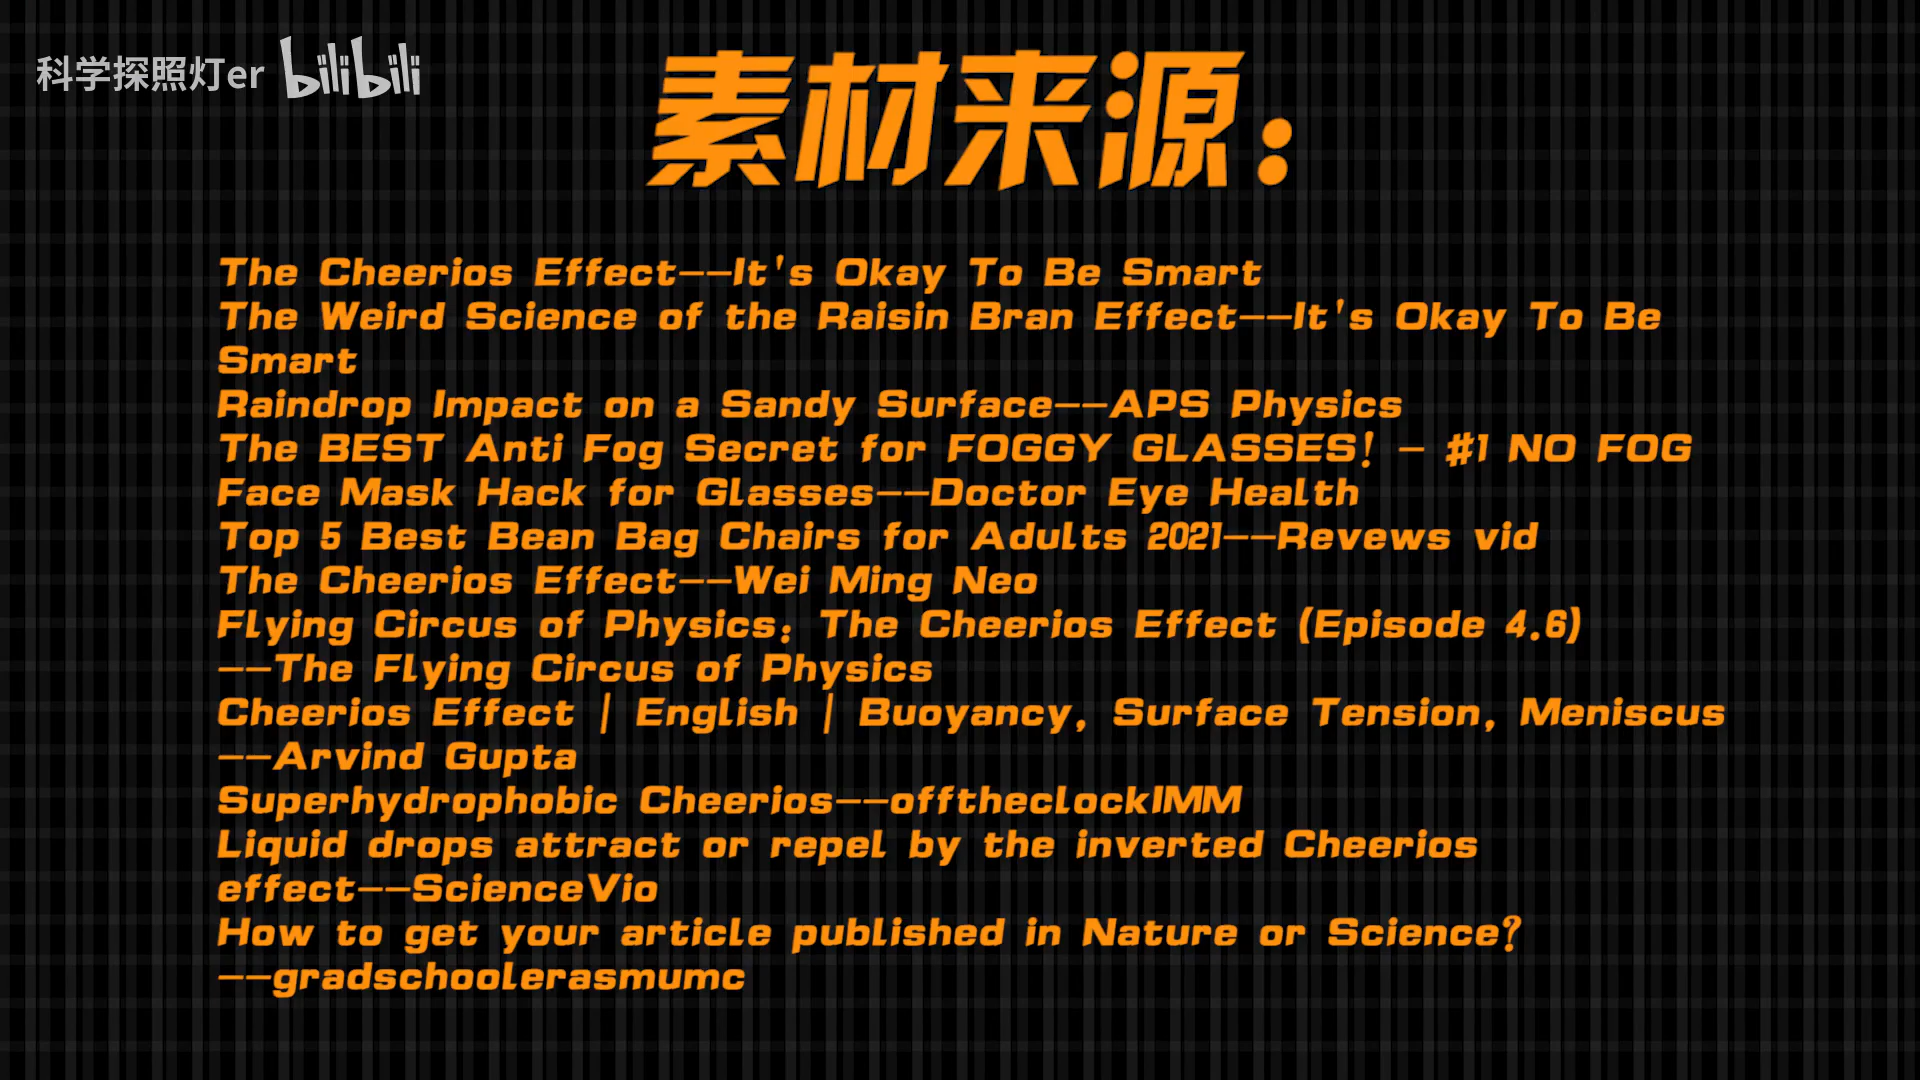 科学探照灯er bilibili
素材来源：
The Cheerios Effect——It's Okay To Be Smart
The Weird Science of the Raisin Bran Effect——It's Okay To Be
Smart
Raindrop Impact on a Sandy Surface——APS Physics
The BEST Anti Fog Secret for FOGGY GLASSES! - #1 NO FOG
Face Mask Hack for Glasses——Doctor Eye Health
Top 5 Best Bean Bag Chairs for Adults 2021——Revews vid
The Cheerios Effect——Wei Ming Neo
Flying Circus of Physics: The Cheerios Effect (Episode 4.6)
——The Flying Circus of Physics
Cheerios Effect | English | Buoyancy, Surface Tension, Meniscus
——Arvind Gupta
Superhydrophobic Cheerios——offtheclockIMM
Liquid drops attract or repel by the inverted Cheerios
effect——ScienceVio
How to get your article published in Nature or Science?
——gradschoolerasmumc